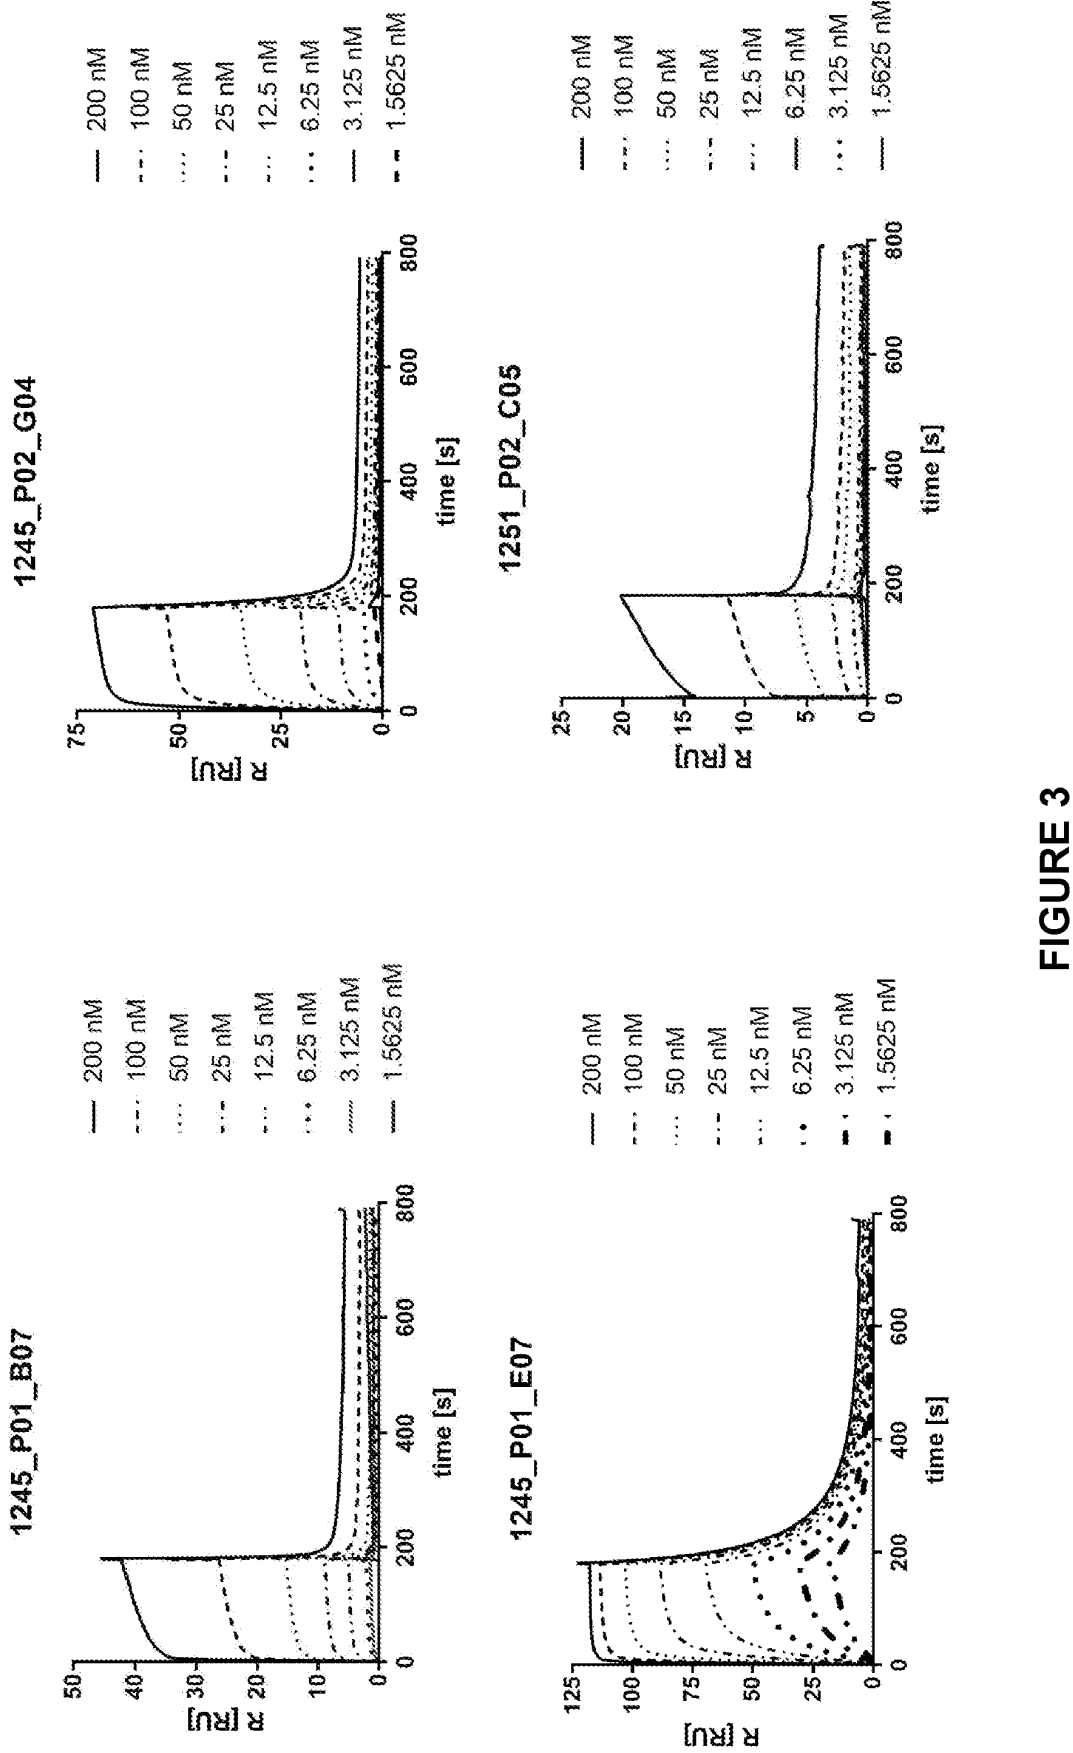 1245_P01_B07
R [RU]
50
40
30
20
10
0
0
200
400
600
800
time [s]
200 nM
100 nM
50 nM
25 nM
12.5 nM
6.25 nM
3.125 nM
1.5625 nM
1245_P02_G04
R [RU]
75
50
25
0
0
200
400
600
800
time [s]
200 nM
100 nM
50 nM
25 nM
12.5 nM
6.25 nM
3.125 nM
1.5625 nM
1245_P01_E07
R [RU]
125
100
75
50
25
0
0
200
400
600
800
time [s]
200 nM
100 nM
50 nM
25 nM
12.5 nM
6.25 nM
3.125 nM
1.5625 nM
1251_P02_C05
R [RU]
25
20
15
10
5
0
0
200
400
600
800
time [s]
200 nM
100 nM
50 nM
25 nM
12.5 nM
6.25 nM
3.125 nM
1.5625 nM
FIGURE 3